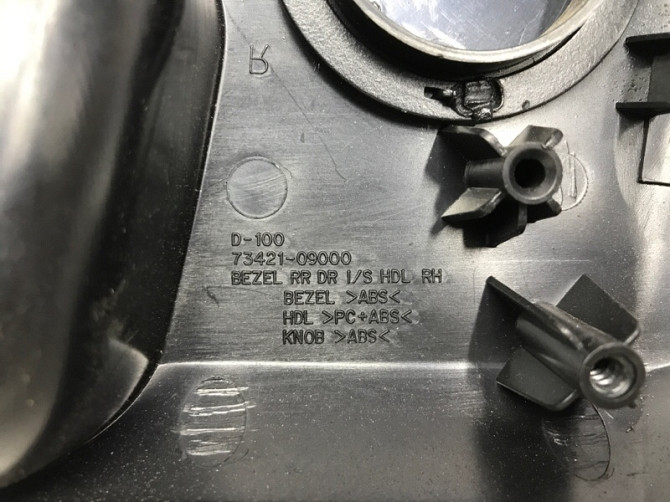 R
D-100
73421-09000
BEZEL RR DR I/S HDL RH
BEZEL >ABS<
HDL >PC+ABS<
KNOB >ABS<